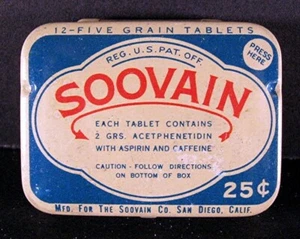 12-FIVE GRAIN TABLETS
PRESS
HERE
REG. U.S. PAT. OFF.
SOOVAIN
EACH TABLET CONTAINS
2 GRS. ACETPHENETIDIN
WITH ASPIRIN AND CAFFEINE
CAUTION - FOLLOW DIRECTIONS
ON BOTTOM OF BOX
25¢
MFD. FOR THE SOOVAIN CO. SAN DIEGO, CALIF.